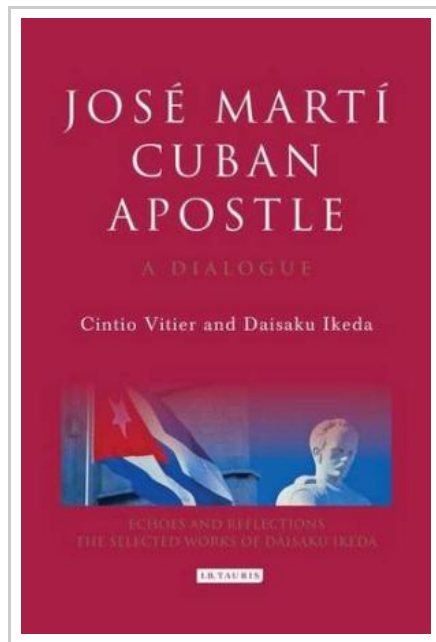 JOSÉ MARTÍ
CUBAN
APOSTLE
A DIALOGUE
Cintio Vitier and Daisaku Ikeda
ECHOES AND REFLECTIONS
THE SELECTED WORKS OF DAISAKU IKEDA
I.B.TAURIS